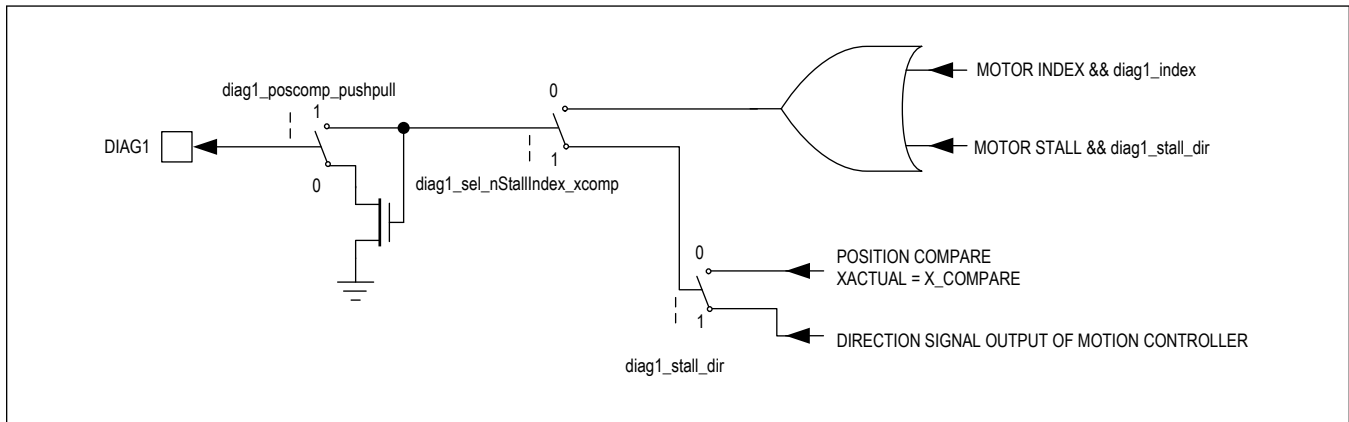 0
MOTOR INDEX && diag1_index
diag1_poscomp_pushpull
1
DIAG1
MOTOR STALL && diag1_stall_dir
1
0
diag1_sel_nStallIndex_xcomp
0
POSITION COMPARE
XACTUAL = X_COMPARE
1
DIRECTION SIGNAL OUTPUT OF MOTION CONTROLLER
diag1_stall_dir